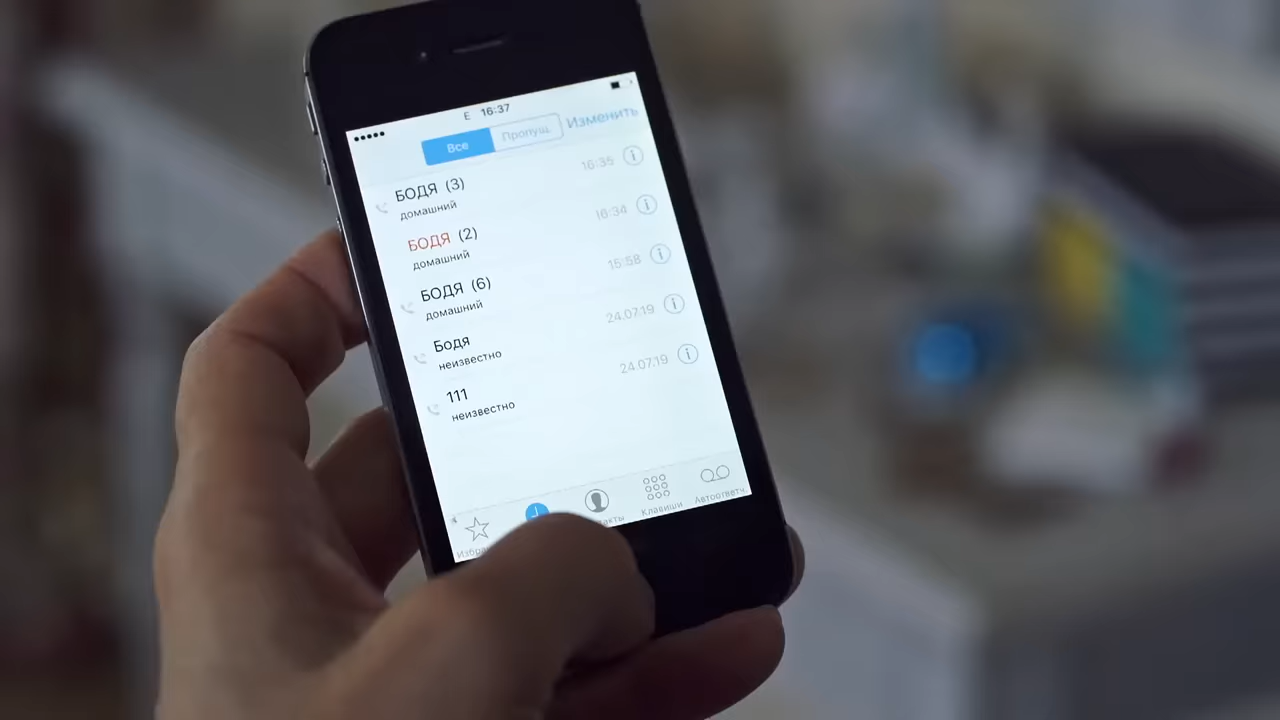 E 16:37
Все Пропущ. Изменить
БОДЯ (3) 16:35
домашний
БОДЯ (2) 16:34
домашний
БОДЯ (6) 15:58
домашний
Бодя 24.07.19
неизвестно
111 24.07.19
неизвестно
Клавиши Автоответч.